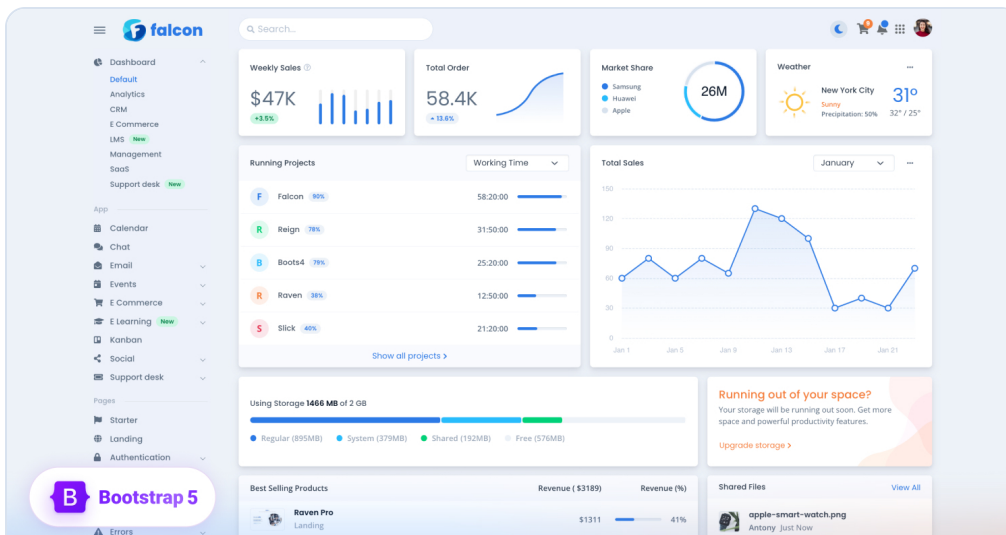 falcon
Search...
9
Dashboard
Default
Analytics
CRM
E Commerce
LMS New
Management
SaaS
Support desk New
App
Calendar
Chat
Email
Events
E Commerce
E Learning New
Kanban
Social
Support desk
Pages
Starter
Landing
Authentication
B Bootstrap 5
Errors
Weekly Sales ?
$47K
+3.5%
Total Order
58.4K
13.6%
Market Share
Samsung
Huawei
Apple
26M
Weather
New York City
Sunny
Precipitation: 50%
31°
32° / 25°
Running Projects
Working Time
F Falcon 90% 58:20:00
R Reign 78% 31:50:00
B Boots4 79% 25:20:00
R Raven 38% 12:50:00
S Slick 40% 21:20:00
Show all projects >
Total Sales
January
150
120
90
60
30
0
Jan 1 Jan 5 Jan 9 Jan 13 Jan 17 Jan 21
Using Storage 1466 MB of 2 GB
Regular (895MB) System (379MB) Shared (192MB) Free (576MB)
Running out of your space?
Your storage will be running out soon. Get more
space and powerful productivity features.
Upgrade storage >
Best Selling Products Revenue ( $3189) Revenue (%)
Raven Pro
Landing
$1311 41%
Shared Files View All
apple-smart-watch.png
Antony Just Now